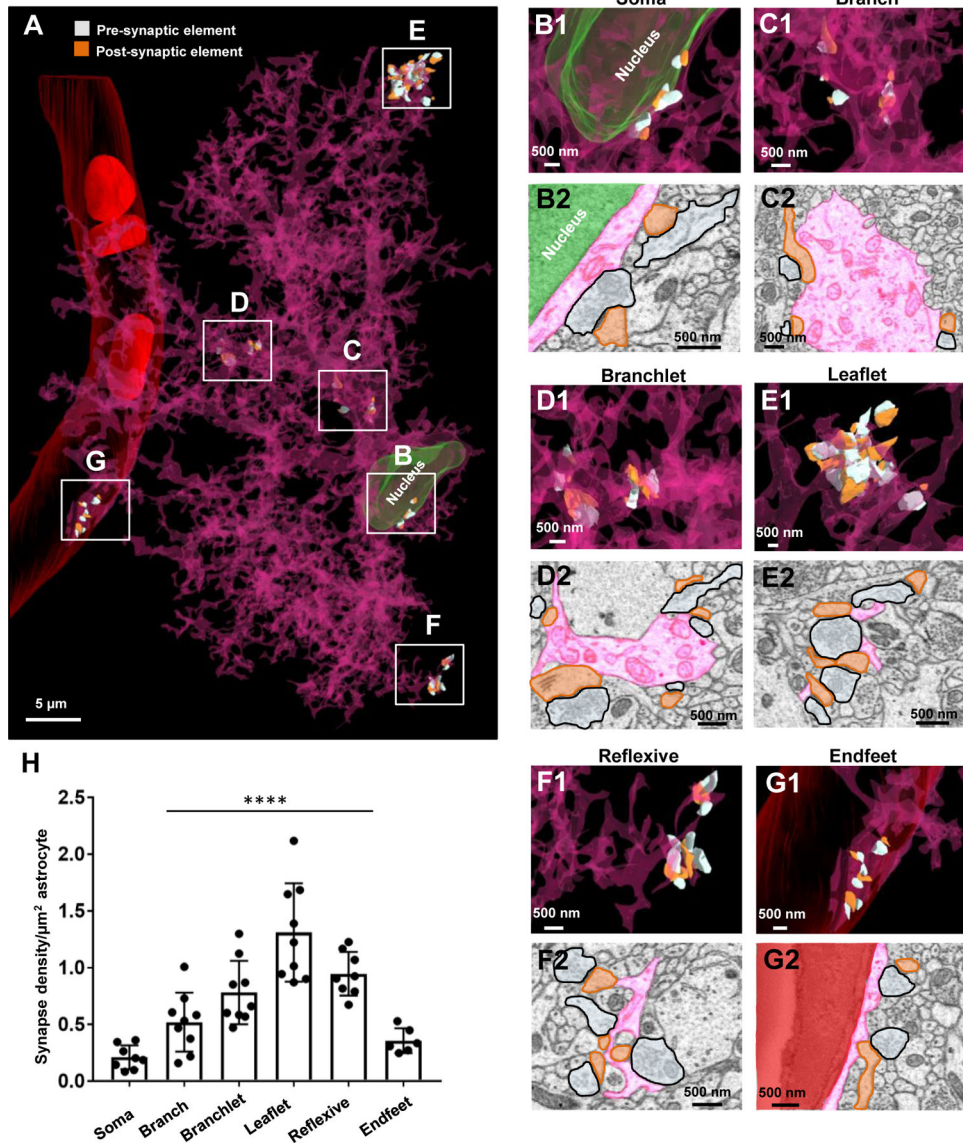 A
Pre-synaptic element
Post-synaptic element
E
D
C
B
Nucleus
G
F
5 µm
Soma
B1
Nucleus
500 nm
Branch
C1
500 nm
B2
Nucleus
500 nm
C2
500 nm
Branchlet
D1
500 nm
Leaflet
E1
500 nm
D2
500 nm
E2
500 nm
Reflexive
F1
500 nm
Endfeet
G1
500 nm
F2
500 nm
G2
500 nm
H
****
Synapse density/µm² astrocyte
2.5
2.0
1.5
1.0
0.5
0.0
Soma
Branch
Branchlet
Leaflet
Reflexive
Endfeet